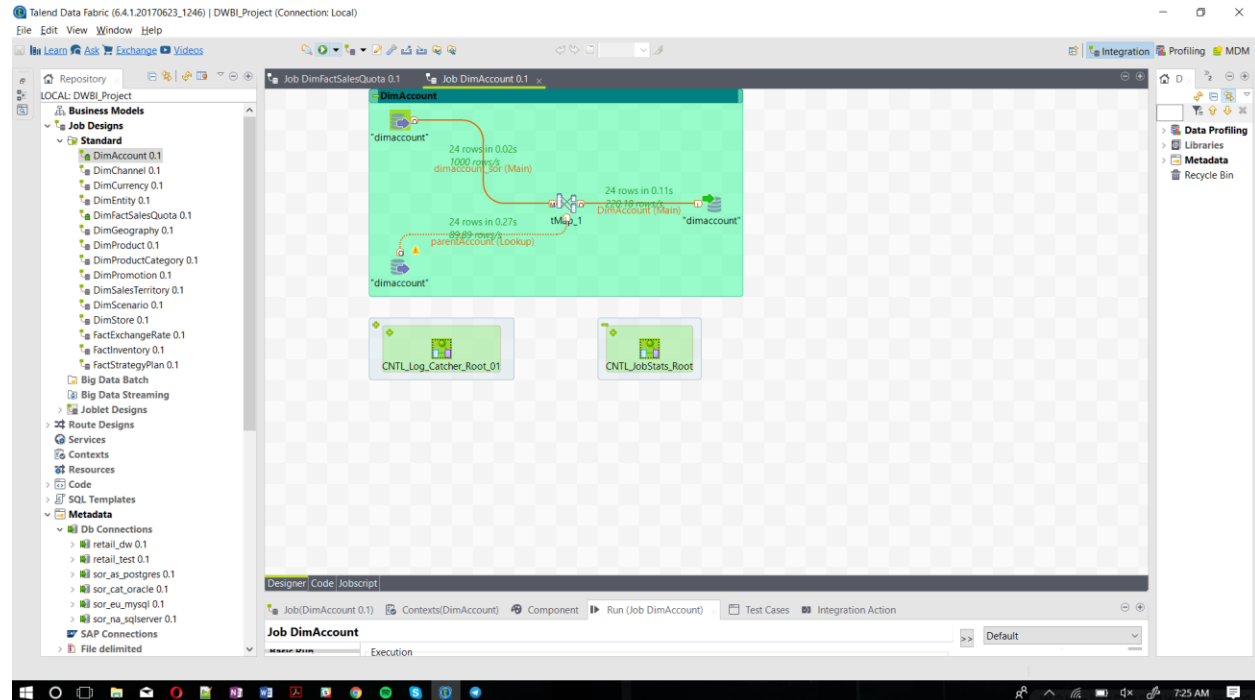 Talend Data Fabric (6.4.1.20170623_1246) | DWBI_Project (Connection: Local)
File Edit View Window Help
Learn Ask Exchange Videos
Integration Profiling MDM
Repository
LOCAL: DWBI_Project
Business Models
Job Designs
Standard
DimAccount 0.1
DimChannel 0.1
DimCurrency 0.1
DimEntity 0.1
DimFactSalesQuota 0.1
DimGeography 0.1
DimProduct 0.1
DimProductCategory 0.1
DimPromotion 0.1
DimSalesTerritory 0.1
DimScenario 0.1
DimStore 0.1
FactExchangeRate 0.1
FactInventory 0.1
FactStrategyPlan 0.1
Big Data Batch
Big Data Streaming
Joblet Designs
Route Designs
Services
Contexts
Resources
Code
SQL Templates
Metadata
Db Connections
retail_dw 0.1
retail_test 0.1
sor_as_postgres 0.1
sor_cat_oracle 0.1
sor_eu_mysql 0.1
sor_na_sqlserver 0.1
SAP Connections
File delimited
Job DimFactSalesQuota 0.1 Job DimAccount 0.1
DimAccount
"dimaccount"
24 rows in 0.02s
1000 rows/s
dimaccount_sor (Main)
24 rows in 0.11s
220.18 rows/s
DimAccount (Main)
tMap_1
"dimaccount"
24 rows in 0.27s
89.89 rows/s
parentAccount (Lookup)
"dimaccount"
CNTL_Log_Catcher_Root_01
CNTL_JobStats_Root
Designer Code Jobscript
Job(DimAccount 0.1) Contexts(DimAccount) Component Run (Job DimAccount) Test Cases Integration Action
Job DimAccount
>> Default
Basic Run Execution
D
Data Profiling
Libraries
Metadata
Recycle Bin
7:25 AM